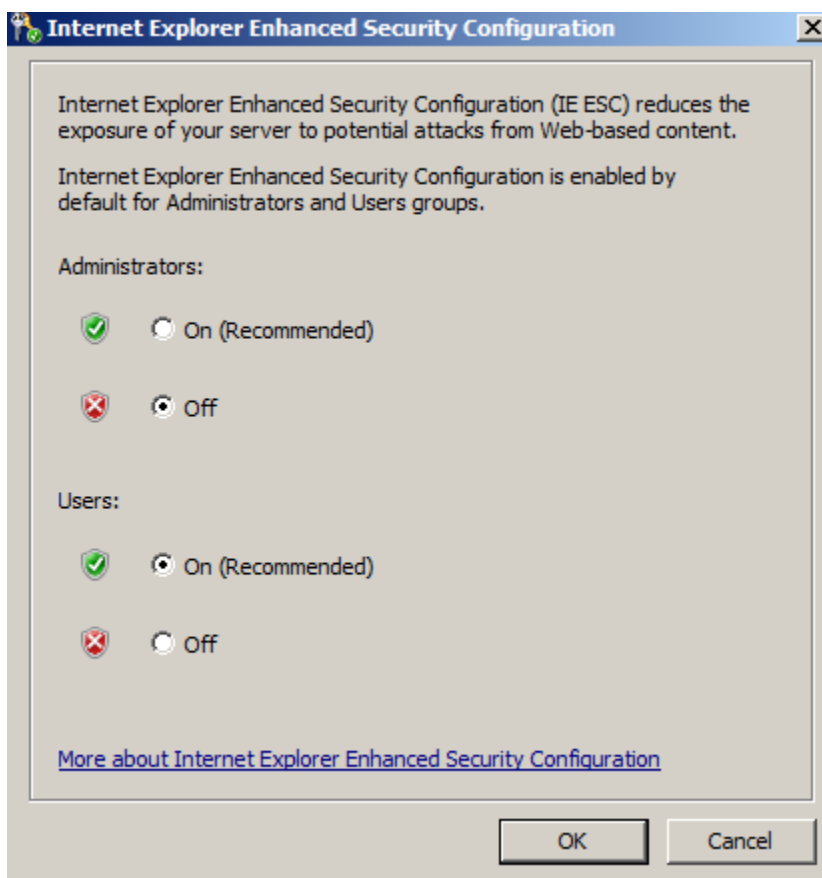 Internet Explorer Enhanced Security Configuration
Internet Explorer Enhanced Security Configuration (IE ESC) reduces the
exposure of your server to potential attacks from Web-based content.
Internet Explorer Enhanced Security Configuration is enabled by
default for Administrators and Users groups.
Administrators:
On (Recommended)
Off
Users:
On (Recommended)
Off
More about Internet Explorer Enhanced Security Configuration
OK Cancel